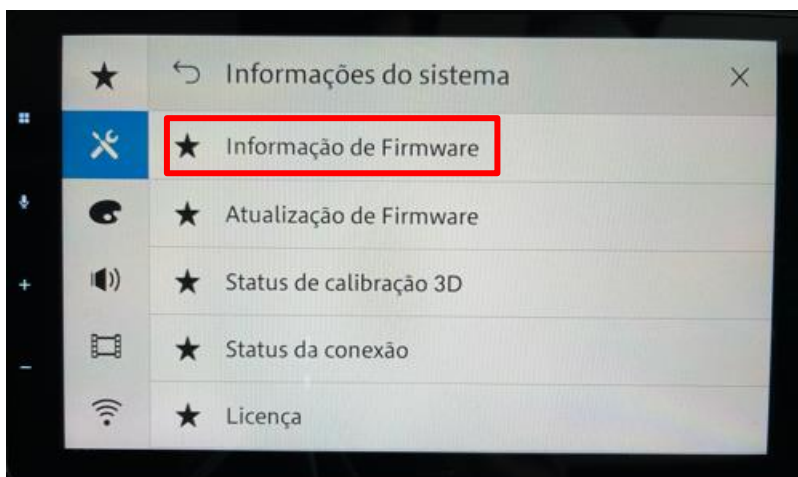 Informações do sistema
Informação de Firmware
Atualização de Firmware
Status de calibração 3D
Status da conexão
Licença